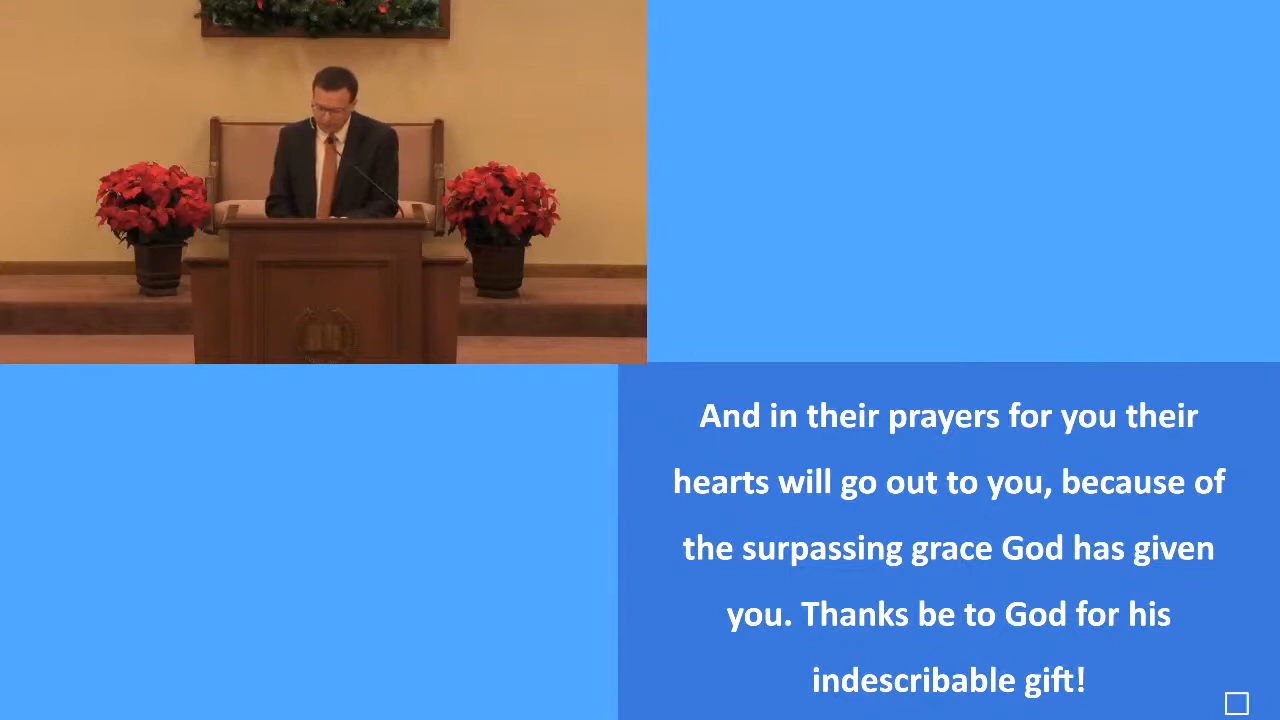 And in their prayers for you their
hearts will go out to you, because of
the surpassing grace God has given
you. Thanks be to God for his
indescribable gift!